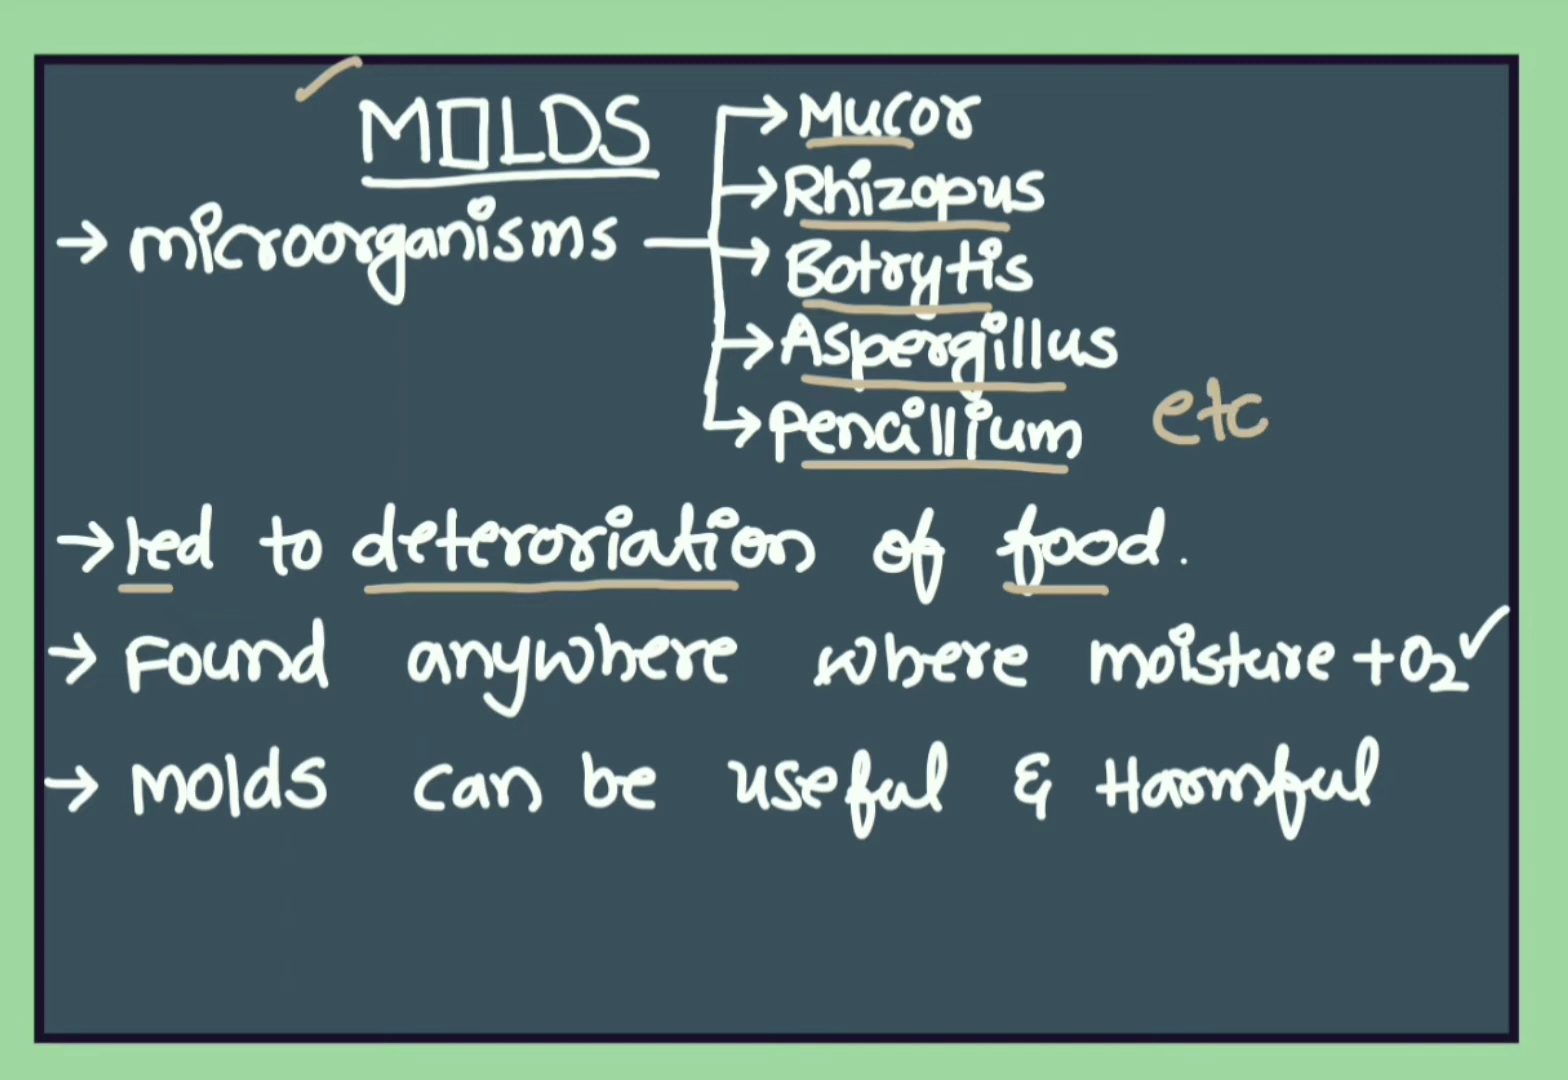 MOLDS
→ microorganisms → Mucor
→ Rhizopus
→ Botrytis
→ Aspergillus
→ Pencillium etc
→ led to deteroriation of food.
→ Found anywhere where moisture + O2 ✓
→ Molds can be useful & Harmful